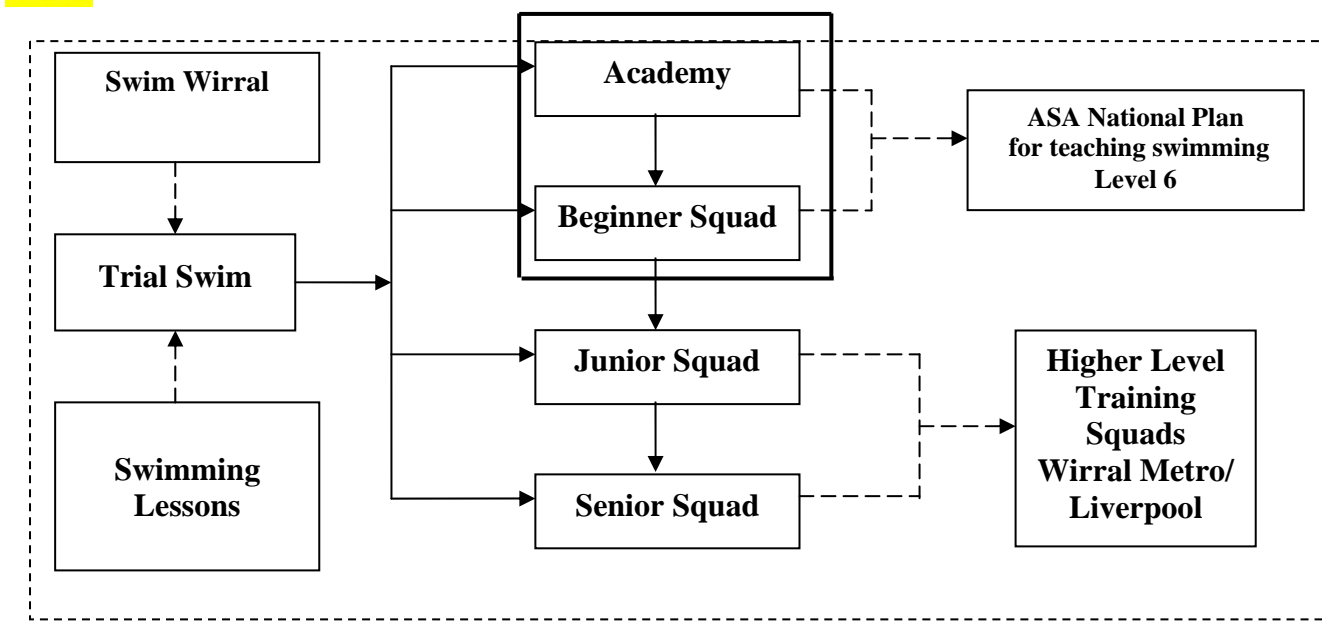 Swim Wirral
Trial Swim
Swimming
Lessons
Academy
Beginner Squad
Junior Squad
Senior Squad
ASA National Plan
for teaching swimming
Level 6
Higher Level
Training
Squads
Wirral Metro/
Liverpool